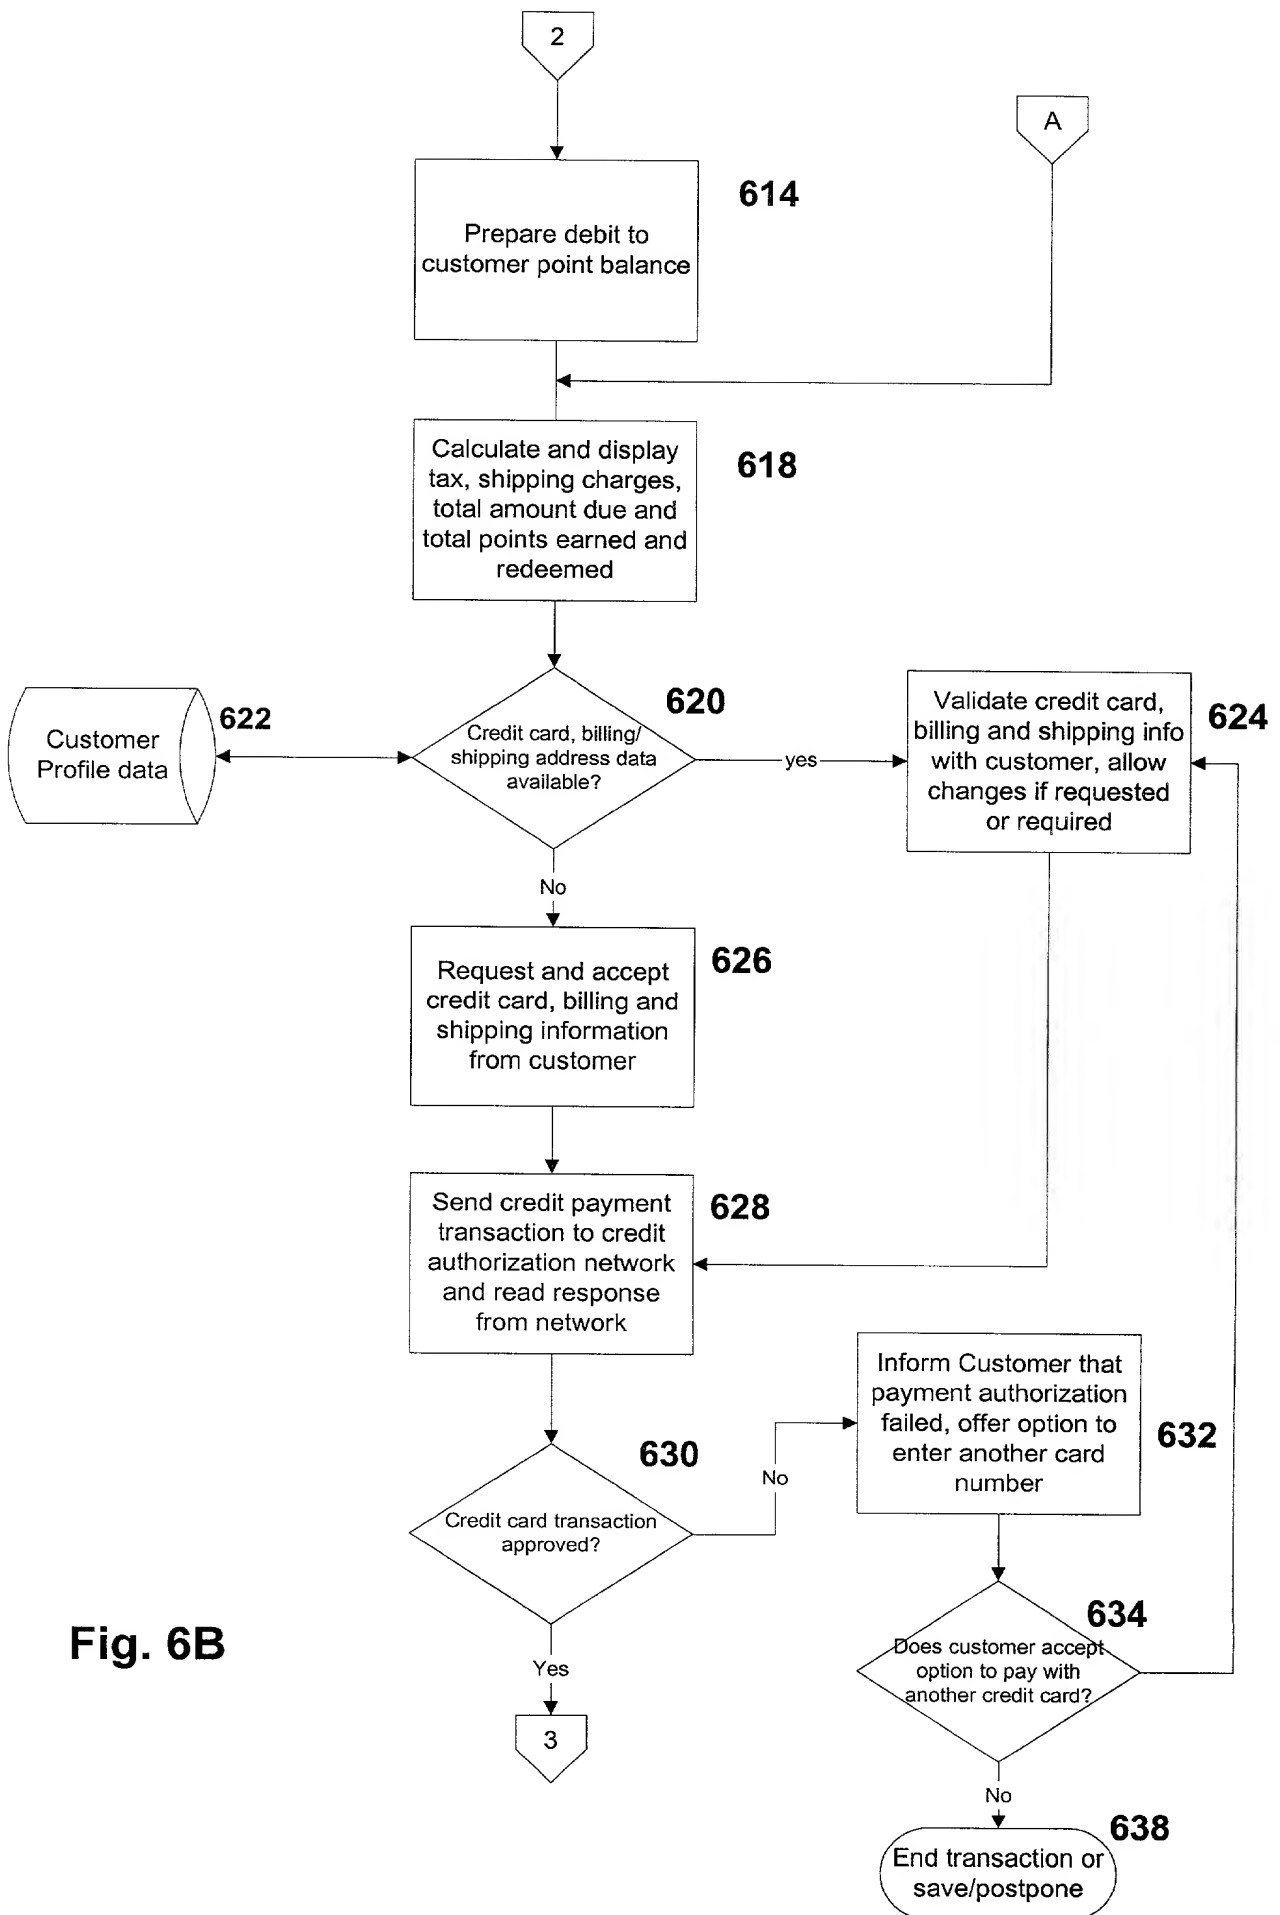 2
A
614
Prepare debit to
customer point balance
618
Calculate and display
tax, shipping charges,
total amount due and
total points earned and
redeemed
620
Credit card, billing/
shipping address data
available?
622
Customer
Profile data
yes
624
Validate credit card,
billing and shipping info
with customer, allow
changes if requested
or required
No
626
Request and accept
credit card, billing and
shipping information
from customer
628
Send credit payment
transaction to credit
authorization network
and read response
from network
630
Credit card transaction
approved?
No
632
Inform Customer that
payment authorization
failed, offer option to
enter another card
number
634
Does customer accept
option to pay with
another credit card?
Yes
3
No
638
End transaction or
save/postpone
Fig. 6B